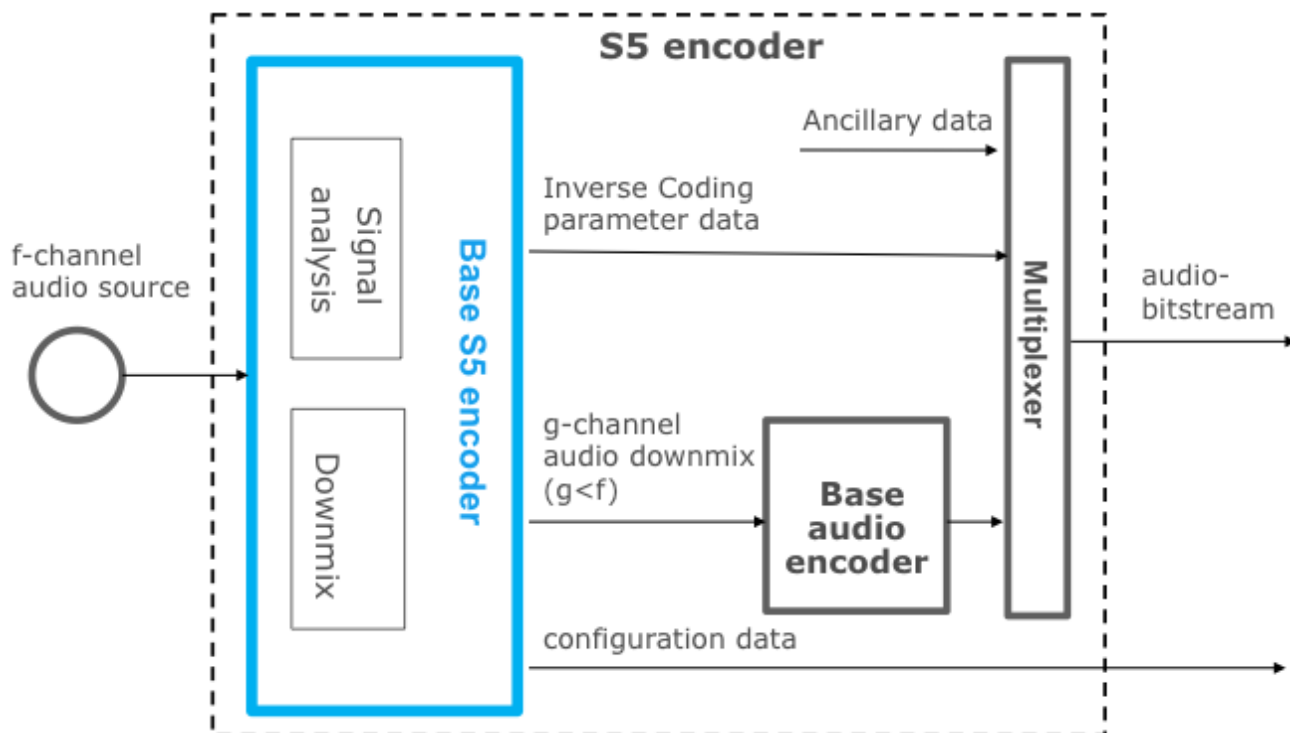 S5 encoder
Ancillary data
Inverse Coding
parameter data
f-channel
audio source
Signal
analysis
Base S5 encoder
Multiplexer
audio-
bitstream
g-channel
audio downmix
(g<f)
Downmix
Base
audio
encoder
configuration data